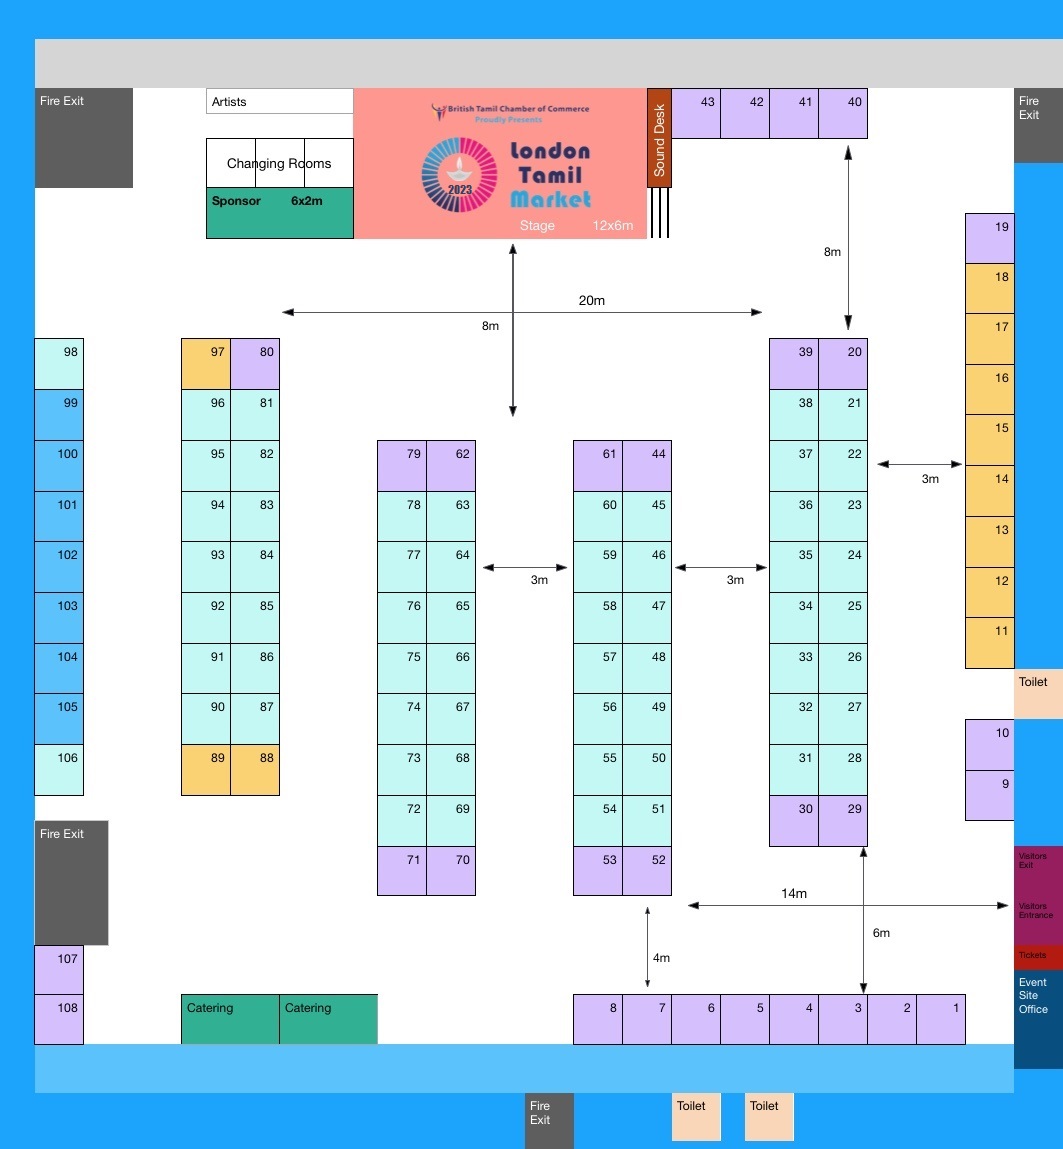 Fire Exit
Artists
Changing Rooms
Sponsor 6x2m
British Tamil Chamber of Commerce
Proudly Presents
London
Tamil
Market
2023
Stage 12x6m
Sound Desk
43 42 41 40
Fire
Exit
8m
20m
8m
19
18
17
16
15
14
13
12
11
3m
98
99
100
101
102
103
104
105
106
97 80
96 81
95 82
94 83
93 84
92 85
91 86
90 87
89 88
79 62
78 63
77 64
76 65
75 66
74 67
73 68
72 69
71 70
3m
61 44
60 45
59 46
58 47
57 48
56 49
55 50
54 51
53 52
3m
39 20
38 21
37 22
36 23
35 24
34 25
33 26
32 27
31 28
30 29
Toilet
10
9
Fire Exit
Visitors
Exit
Visitors
Entrance
Tickets
Event
Site
Office
14m
6m
4m
107
108
Catering Catering
8 7 6 5 4 3 2 1
Fire
Exit
Toilet Toilet